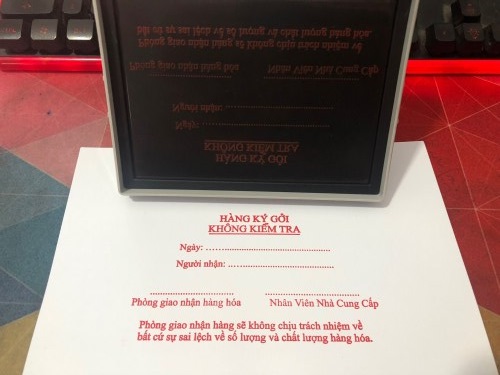 HÀNG KÝ GỞI
KHÔNG KIỂM TRA
Ngày: ……...................................
Người nhận: …..............................
............................. ................................
Phòng giao nhận hàng hóa Nhân Viên Nhà Cung Cấp
Phòng giao nhận hàng sẽ không chịu trách nhiệm về
bất cứ sự sai lệch về số lượng và chất lượng hàng hóa.